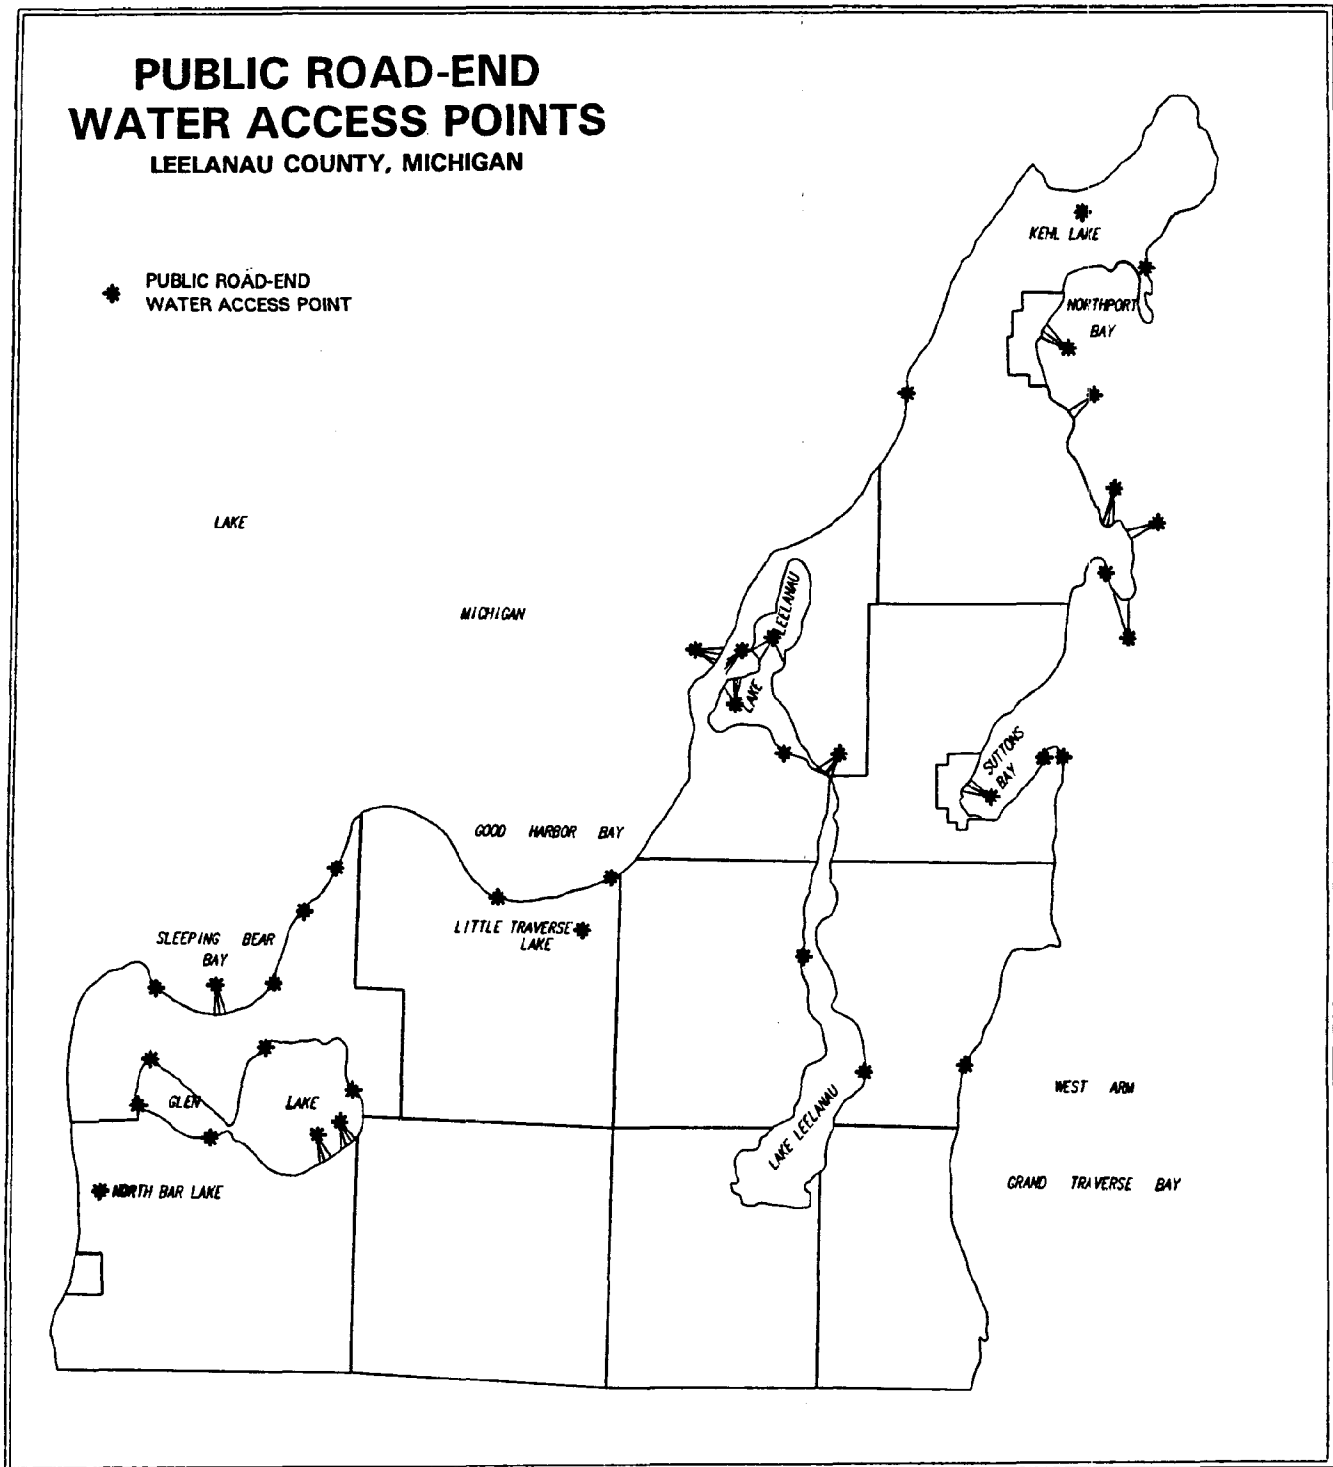 PUBLIC ROAD-END
WATER ACCESS POINTS
LEELANAU COUNTY, MICHIGAN
PUBLIC ROAD-END
WATER ACCESS POINT
KEHL LAKE
NORTHPORT
BAY
LAKE
MICHIGAN
LAKE LEELANAU
SUTTONS
BAY
GOOD HARBOR BAY
LITTLE TRAVERSE
LAKE
SLEEPING BEAR
BAY
GLEN LAKE
WEST ARM
LAKE LEELANAU
GRAND TRAVERSE BAY
NORTH BAR LAKE